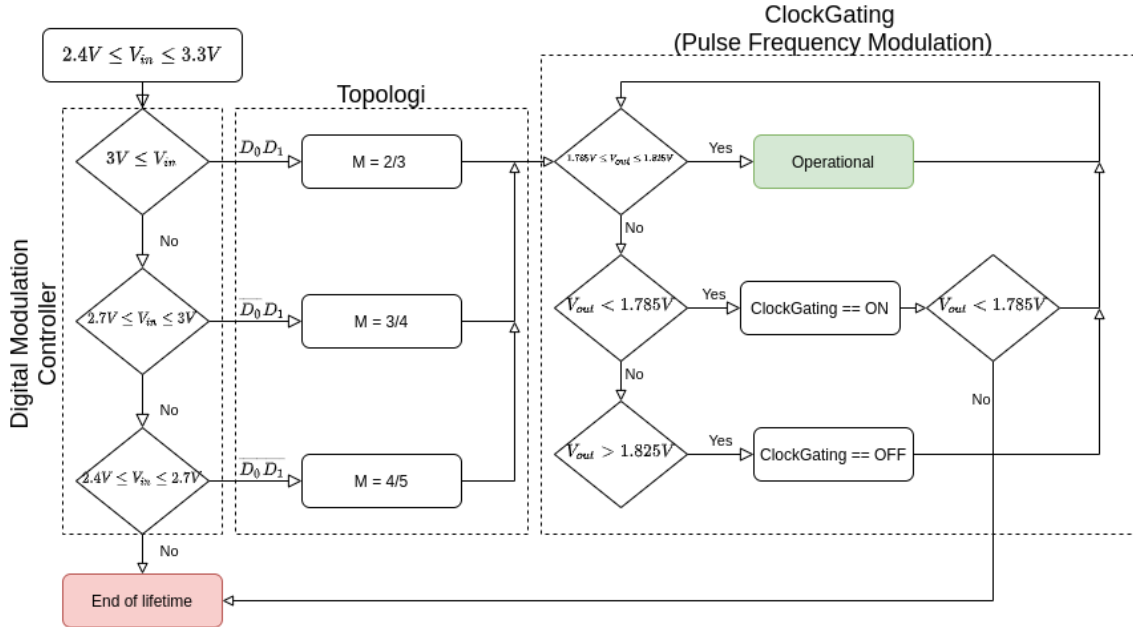 ClockGating
(Pulse Frequency Modulation)
2.4V ≤ V_in ≤ 3.3V
Topologi
Digital Modulation
Controller
3V ≤ V_in
D_0 D_1
M = 2/3
1.785V ≤ V_out ≤ 1.825V
Yes
Operational
No
No
2.7V ≤ V_in ≤ 3V
D̅_0 D_1
M = 3/4
V_out < 1.785V
Yes
ClockGating == ON
V_out < 1.785V
No
No
No
2.4V ≤ V_in ≤ 2.7V
D̅_0 D̅_1
M = 4/5
V_out > 1.825V
Yes
ClockGating == OFF
No
End of lifetime